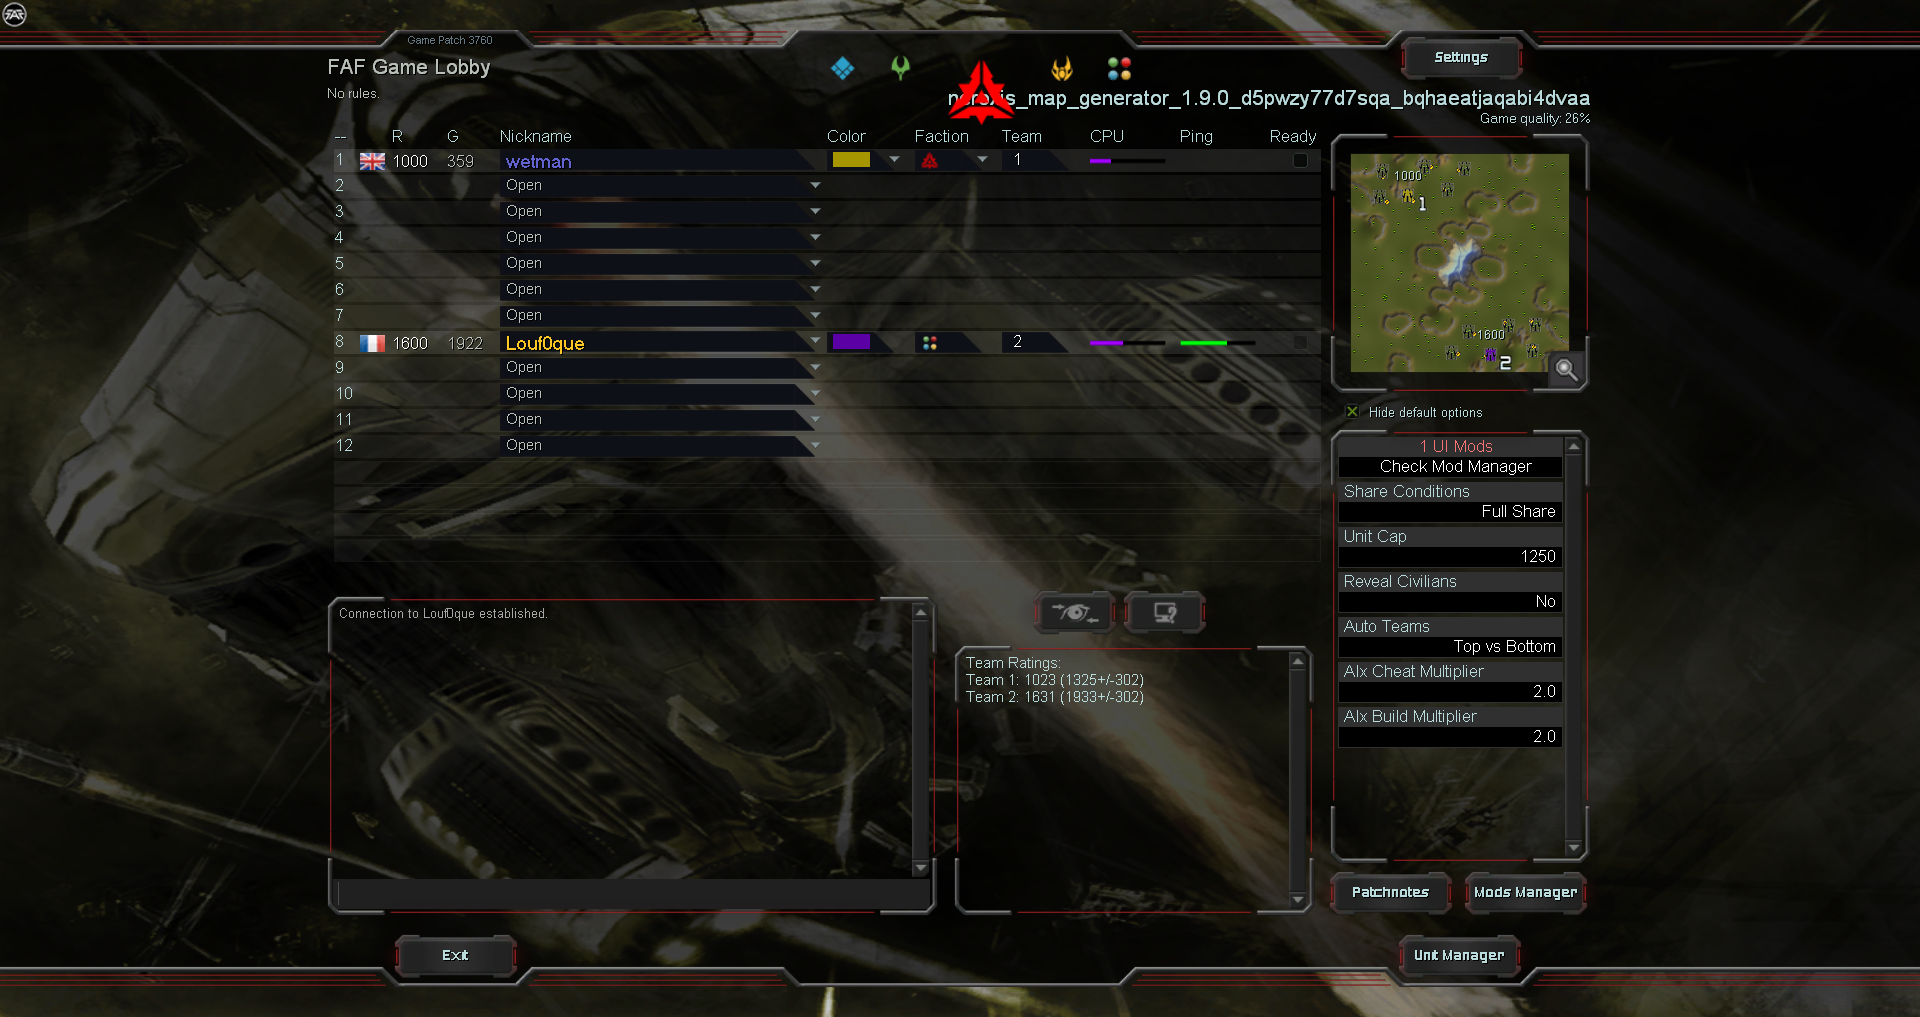 FAF
Game Patch 3760
FAF Game Lobby
Settings
No rules.
neroxis_map_generator_1.9.0_d5pwzy77d7sqa_bqhaeatjaqabi4dvaa
Game quality: 26%
-- R G Nickname Color Faction Team CPU Ping Ready
1 1000 359 wetman 1
2 Open
3 Open
4 Open
5 Open
6 Open
7 Open
8 1600 1922 Louf0que 2
9 Open
10 Open
11 Open
12 Open
1000
1
1600
2
Hide default options
1 UI Mods
Check Mod Manager
Share Conditions
Full Share
Unit Cap
1250
Reveal Civilians
No
Auto Teams
Top vs Bottom
AIx Cheat Multiplier
2.0
AIx Build Multiplier
2.0
Connection to Louf0que established.
Team Ratings:
Team 1: 1023 (1325+/-302)
Team 2: 1631 (1933+/-302)
Patchnotes
Mods Manager
Exit
Unit Manager